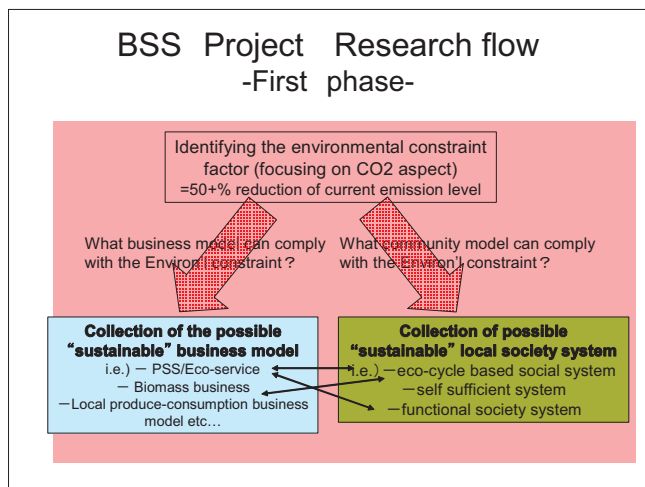 BSS Project Research flow
-First phase-
Identifying the environmental constraint
factor (focusing on CO2 aspect)
=50+% reduction of current emission level
What business model can comply
with the Environ'l constraint？
What community model can comply
with the Environ'l constraint？
Collection of the possible
“sustainable” business model
i.e.) －PSS/Eco-service
－Biomass business
－Local produce-consumption business
model etc…
Collection of possible
“sustainable” local society system
i.e.) －eco-cycle based social system
－self sufficient system
－functional society system